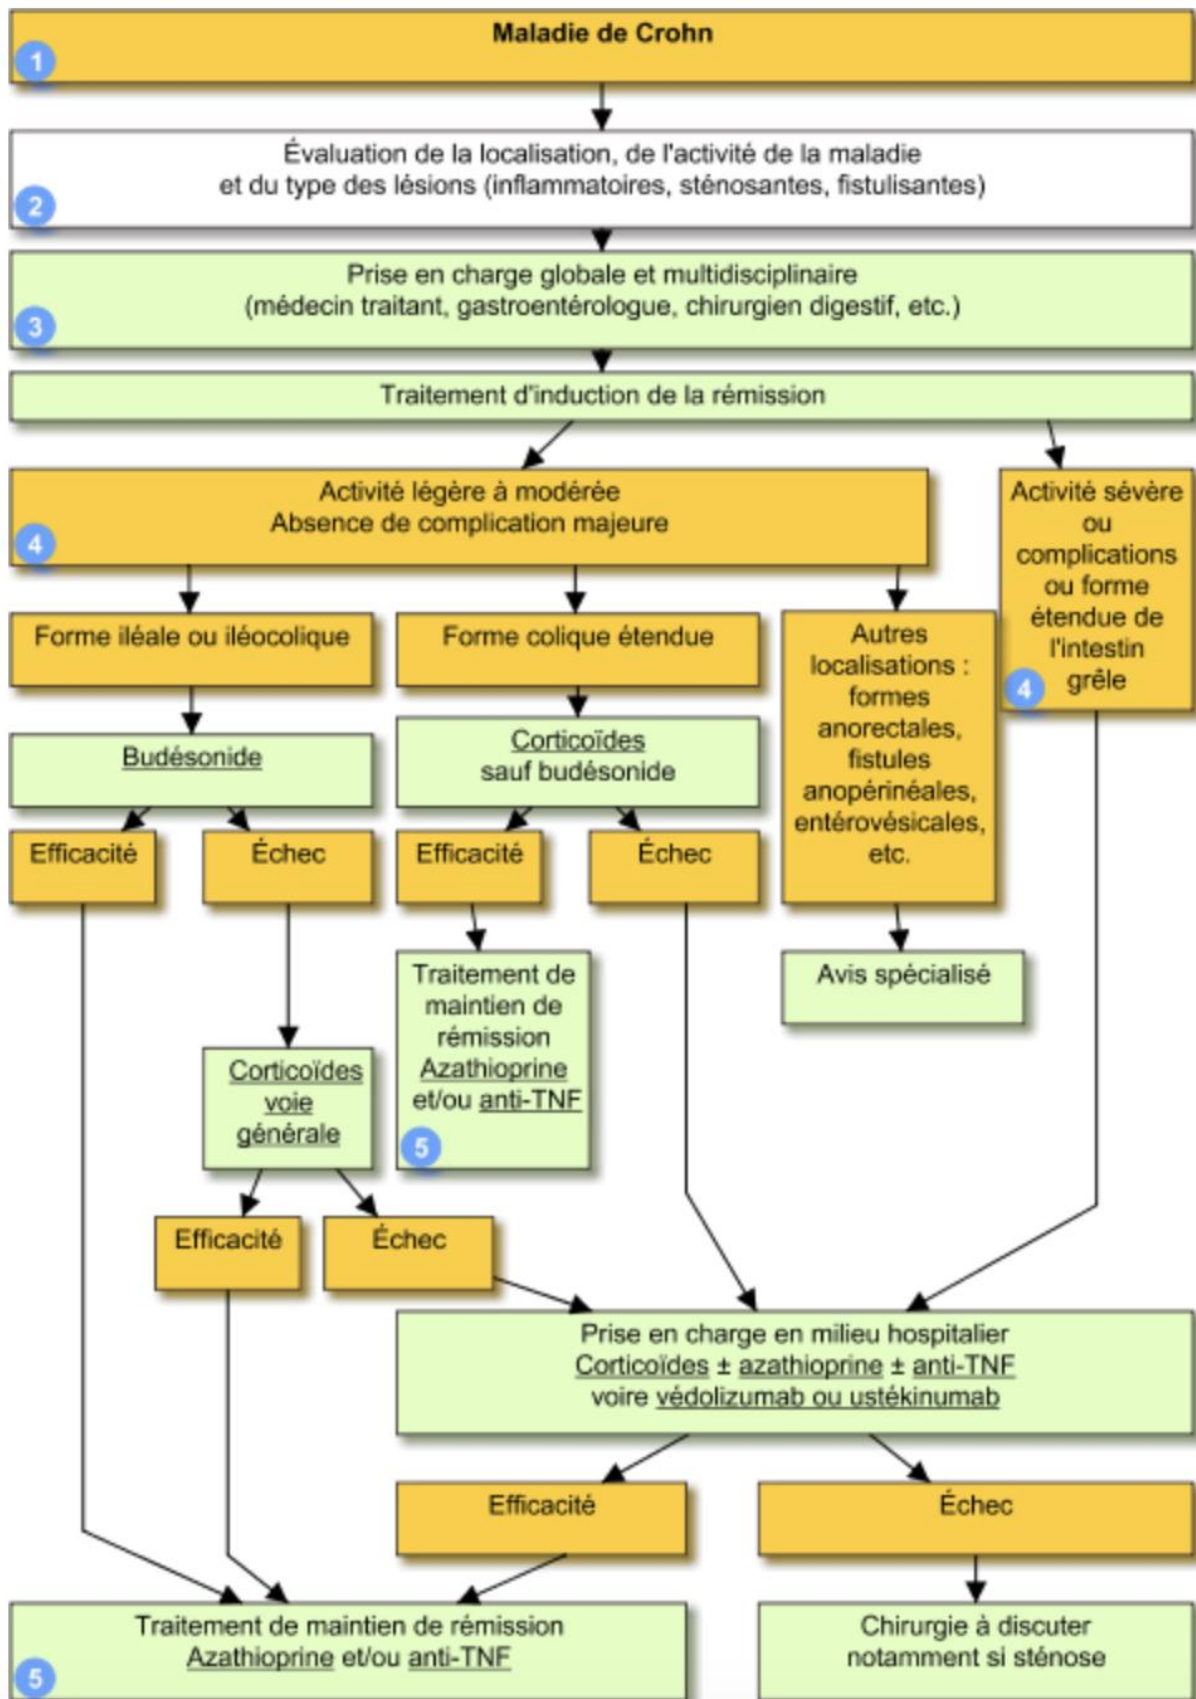 Maladie de Crohn
1
Évaluation de la localisation, de l'activité de la maladie
et du type des lésions (inflammatoires, sténosantes, fistulisantes)
2
Prise en charge globale et multidisciplinaire
(médecin traitant, gastroentérologue, chirurgien digestif, etc.)
3
Traitement d'induction de la rémission
Activité légère à modérée
Absence de complication majeure
4
Activité sévère
ou
complications
ou forme
étendue de
l'intestin
grêle
4
Forme iléale ou iléocolique
Forme colique étendue
Autres
localisations :
formes
anorectales,
fistules
anopérinéales,
entérovésicales,
etc.
Budésonide
Corticoïdes
sauf budésonide
Efficacité
Échec
Efficacité
Échec
Traitement de
maintien de
rémission
Azathioprine
et/ou anti-TNF
5
Avis spécialisé
Corticoïdes
voie
générale
Efficacité
Échec
Prise en charge en milieu hospitalier
Corticoïdes ± azathioprine ± anti-TNF
voire védolizumab ou ustékinumab
Efficacité
Échec
Traitement de maintien de rémission
Azathioprine et/ou anti-TNF
5
Chirurgie à discuter
notamment si sténose